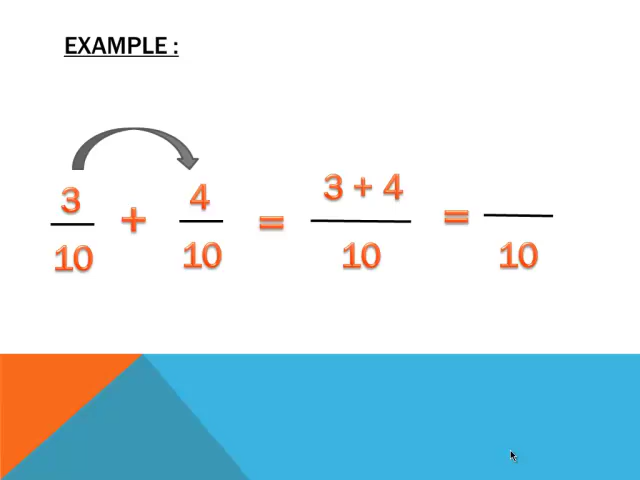 EXAMPLE :
3/10 + 4/10 = 3 + 4/10 = /10